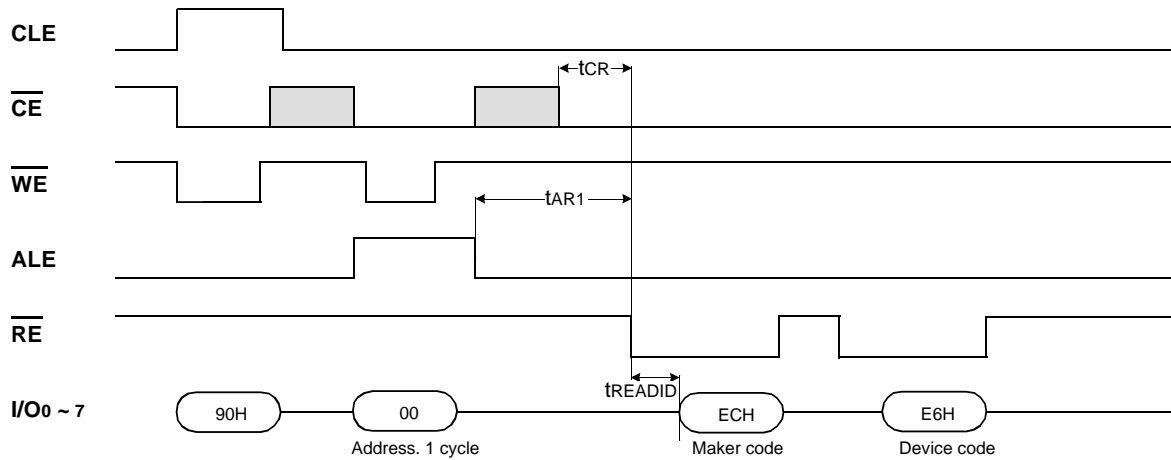 CLE
tCR
CE
WE
tAR1
ALE
RE
tREADID
I/O0 ~ 7
90H
00
ECH
E6H
Address. 1 cycle
Maker code
Device code